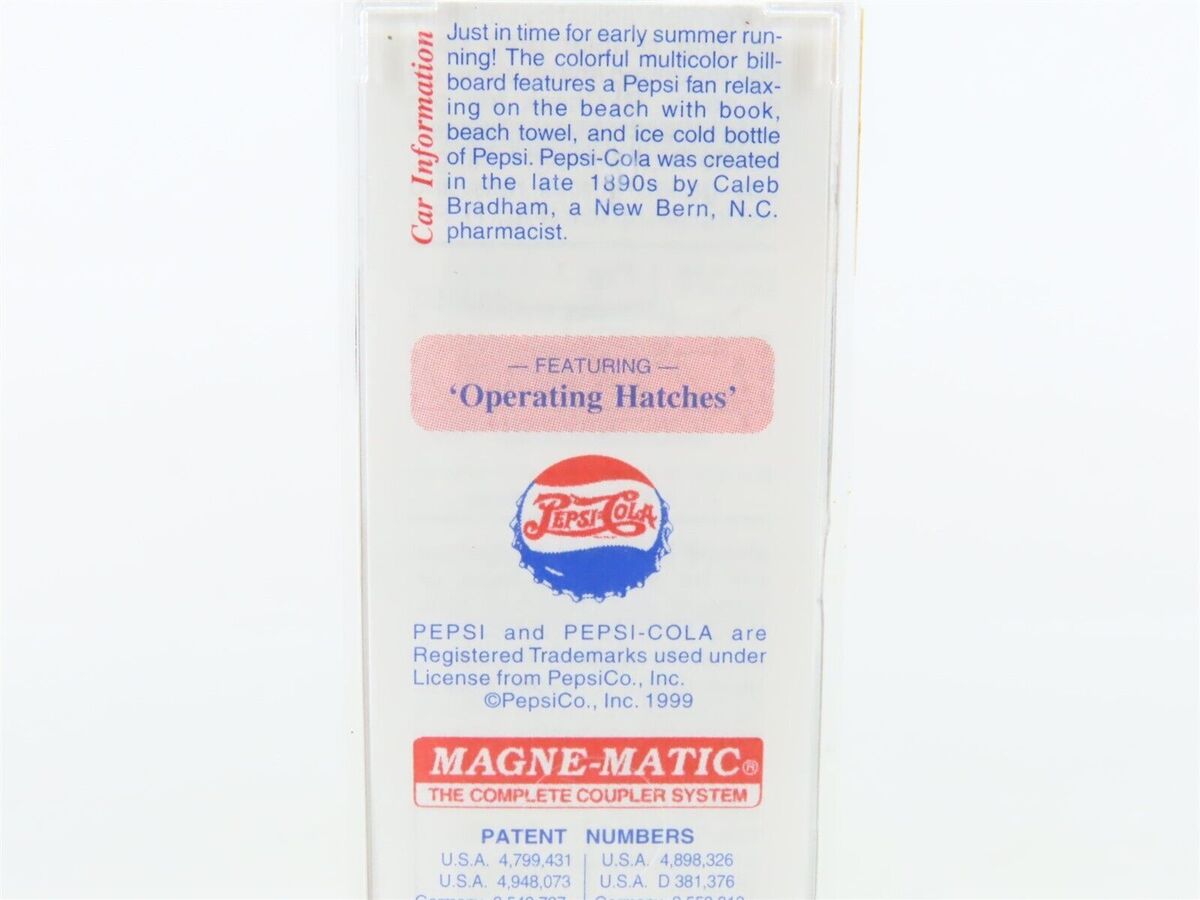 Car Information
Just in time for early summer run-
ning! The colorful multicolor bill-
board features a Pepsi fan relax-
ing on the beach with book,
beach towel, and ice cold bottle
of Pepsi. Pepsi-Cola was created
in the late 1890s by Caleb
Bradham, a New Bern, N.C.
pharmacist.
— FEATURING —
‘Operating Hatches’
PEPSI-COLA
PEPSI and PEPSI-COLA are
Registered Trademarks used under
License from PepsiCo., Inc.
©PepsiCo., Inc. 1999
MAGNE-MATIC®
THE COMPLETE COUPLER SYSTEM
PATENT NUMBERS
U.S.A. 4,799,431 U.S.A. 4,898,326
U.S.A. 4,948,073 U.S.A. D 381,376